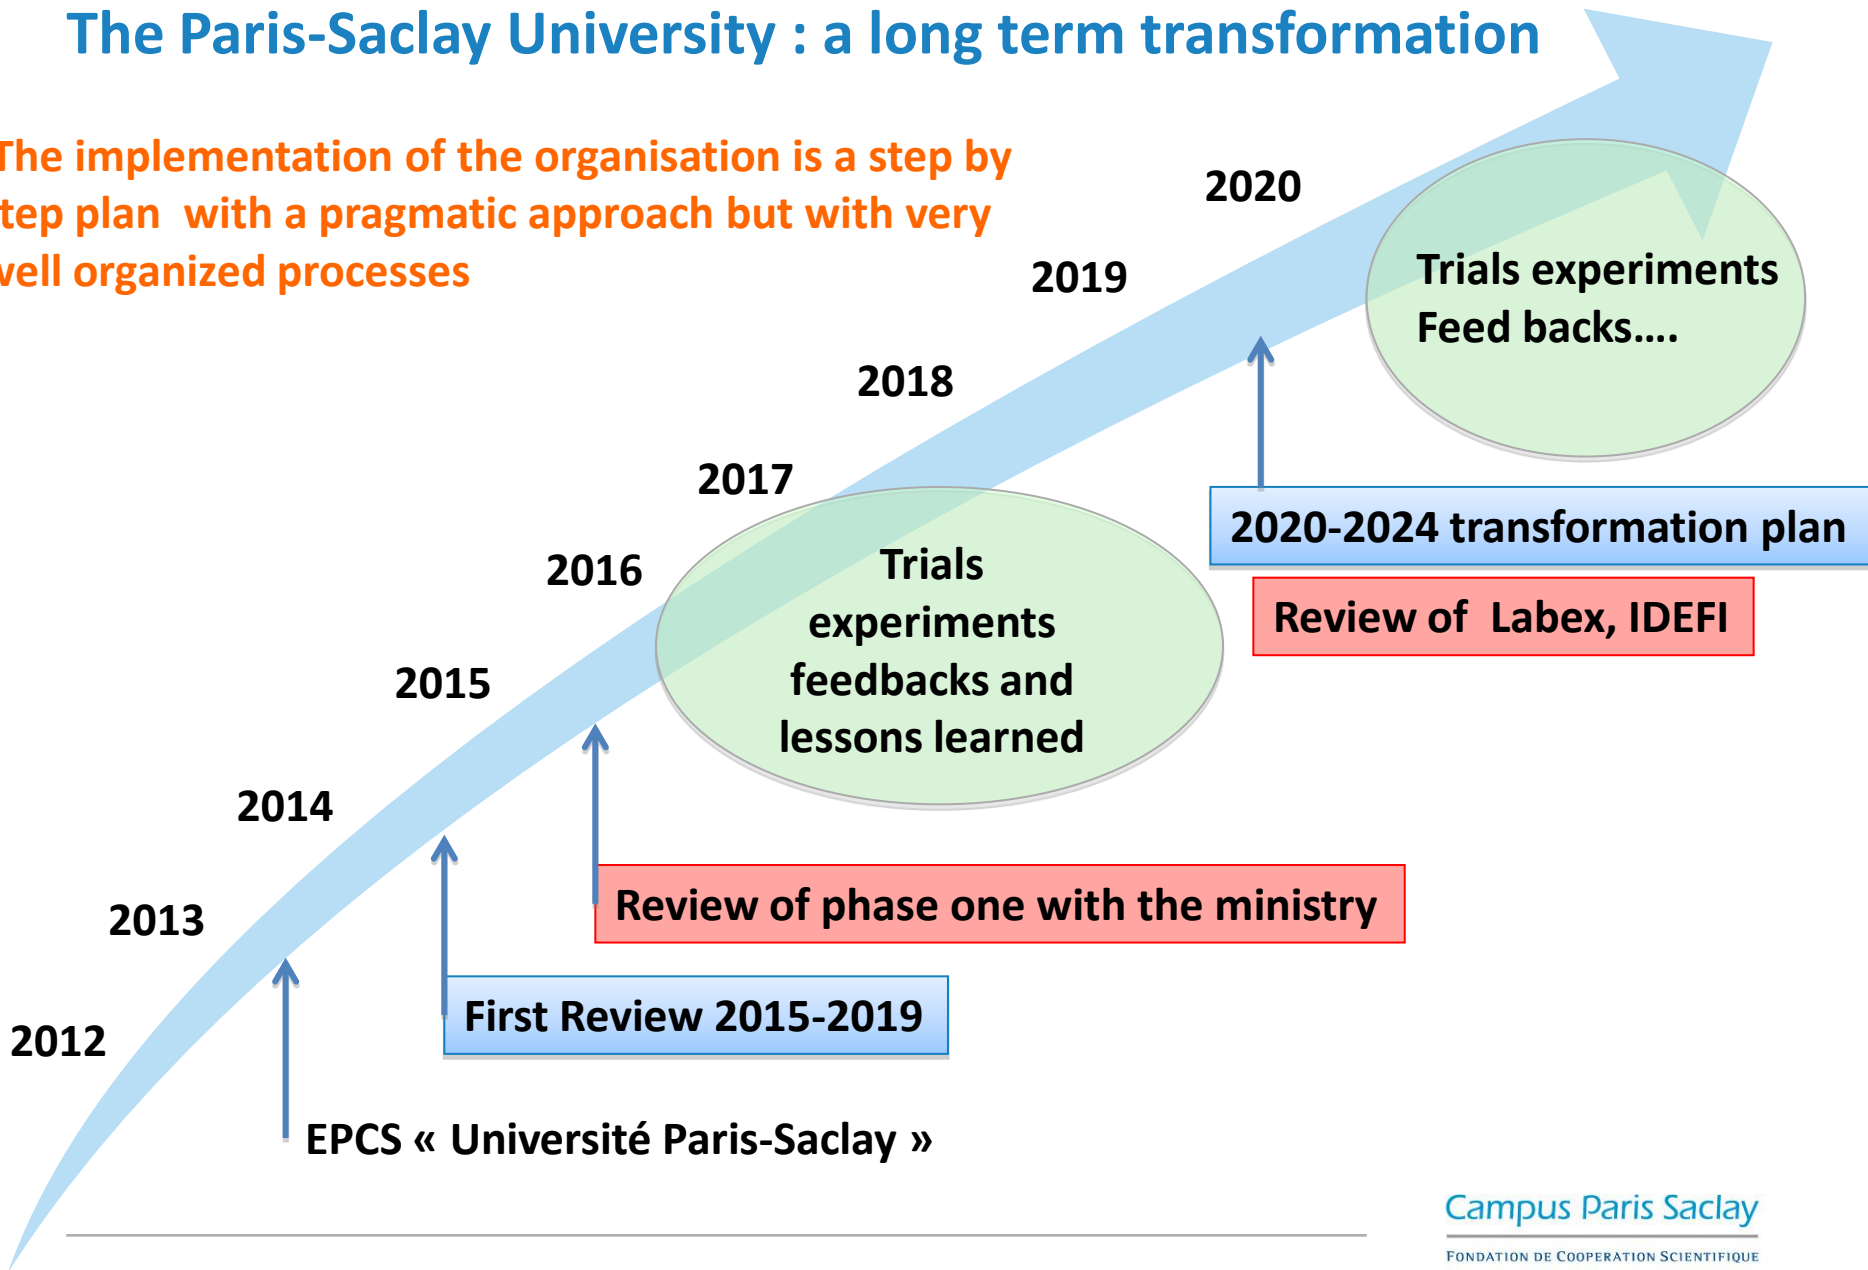 The Paris-Saclay University : a long term transformation
The implementation of the organisation is a step by
tep plan with a pragmatic approach but with very
well organized processes
2020
2019
2018
2017
2016
2015
2014
2013
2012
Trials experiments
Feed backs....
2020-2024 transformation plan
Review of Labex, IDEFI
Trials
experiments
feedbacks and
lessons learned
Review of phase one with the ministry
First Review 2015-2019
EPCS « Université Paris-Saclay »
Campus Paris Saclay
FONDATION DE COOPERATION SCIENTIFIQUE